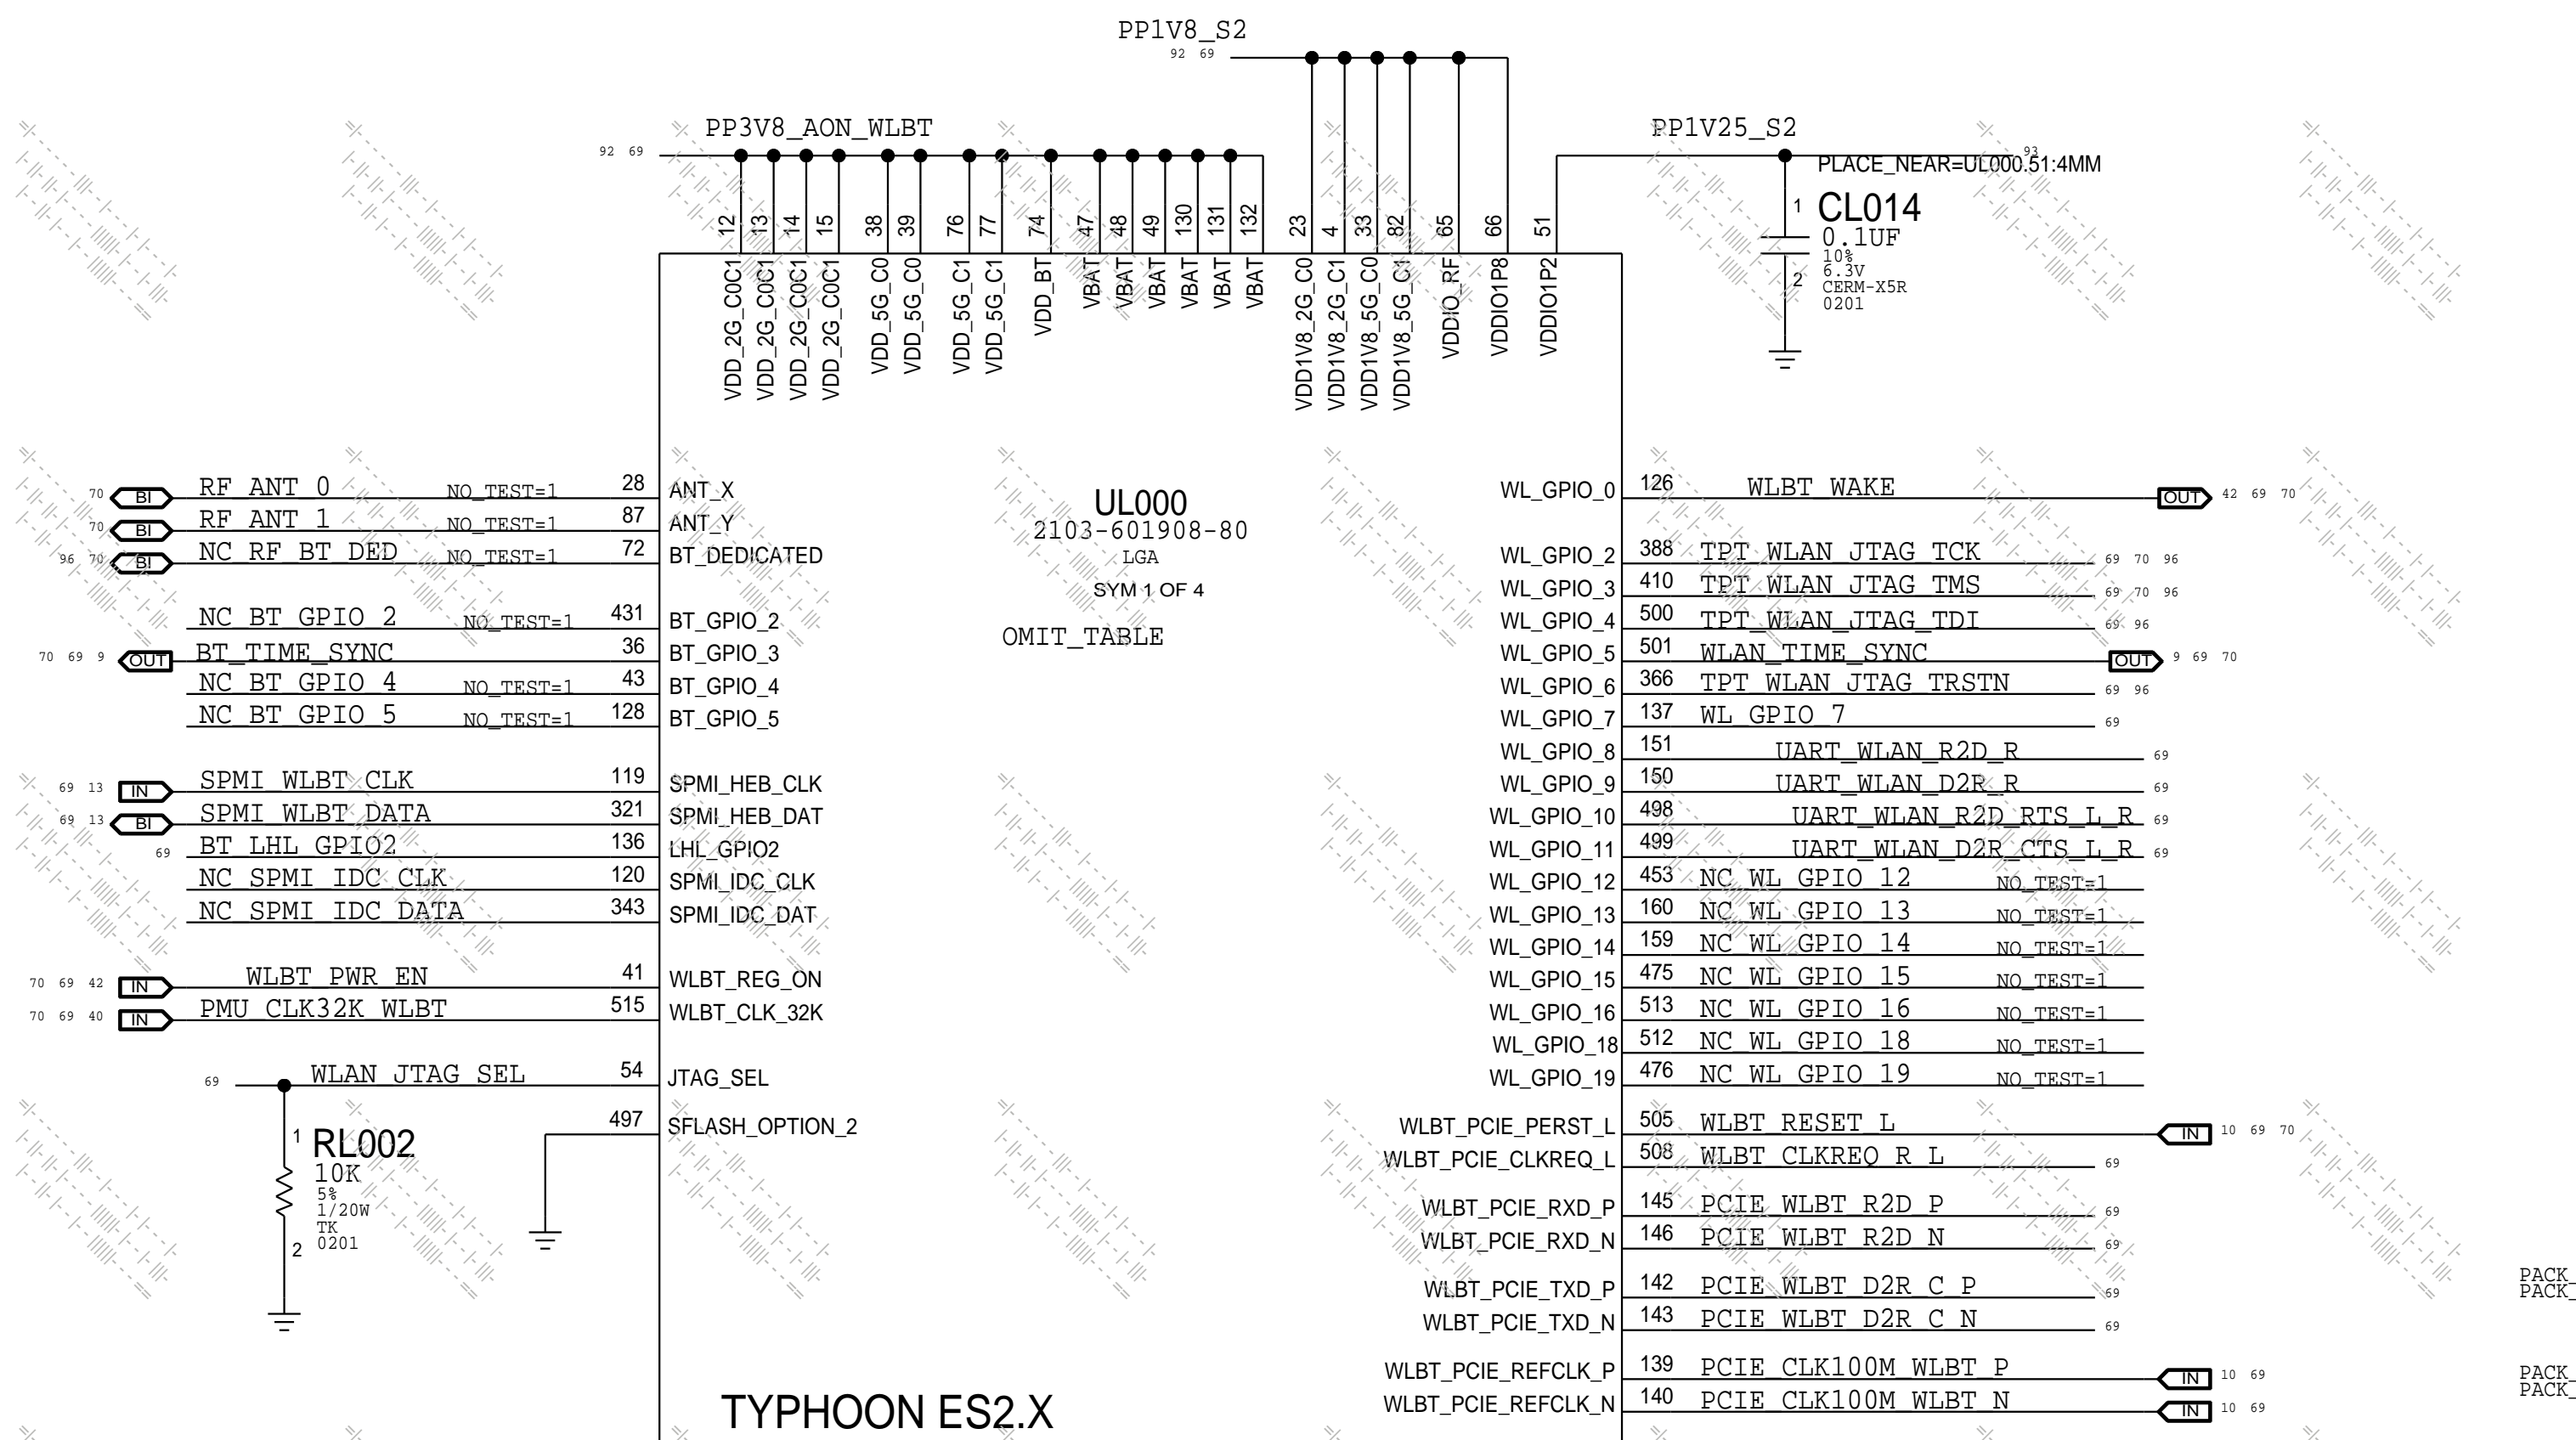 PP1V8_S2
92 69
PP3V8_AON_WLBT
92 69
PP1V25_S2
93
PLACE_NEAR=UL000.51:4MM
1
CL014
0.1UF
10%
6.3V
CERM-X5R
0201
2
12 13 14 15 38 39 76 77 74 47 48 49 130 131 132 23 4 33 82 65 66 51
VDD_2G_C0C1
VDD_2G_C0C1
VDD_2G_C0C1
VDD_2G_C0C1
VDD_5G_C0
VDD_5G_C0
VDD_5G_C1
VDD_5G_C1
VDD_BT
VBAT
VBAT
VBAT
VBAT
VBAT
VBAT
VDD1V8_2G_C0
VDD1V8_2G_C1
VDD1V8_5G_C0
VDD1V8_5G_C1
VDDIO_RF
VDDIO1P8
VDDIO1P2
UL000
2103-601908-80
LGA
SYM 1 OF 4
OMIT_TABLE
70 BI RF_ANT_0 NO_TEST=1 28 ANT_X
70 BI RF_ANT_1 NO_TEST=1 87 ANT_Y
96 70 BI NC_RF_BT_DED NO_TEST=1 72 BT_DEDICATED
NC_BT_GPIO_2 NO_TEST=1 431 BT_GPIO_2
70 69 9 OUT BT_TIME_SYNC 36 BT_GPIO_3
NC_BT_GPIO_4 NO_TEST=1 43 BT_GPIO_4
NC_BT_GPIO_5 NO_TEST=1 128 BT_GPIO_5
69 13 IN SPMI_WLBT_CLK 119 SPMI_HEB_CLK
69 13 BI SPMI_WLBT_DATA 321 SPMI_HEB_DAT
69 BT_LHL_GPIO2 136 LHL_GPIO2
NC_SPMI_IDC_CLK 120 SPMI_IDC_CLK
NC_SPMI_IDC_DATA 343 SPMI_IDC_DAT
70 69 42 IN WLBT_PWR_EN 41 WLBT_REG_ON
70 69 40 IN PMU_CLK32K_WLBT 515 WLBT_CLK_32K
69 WLAN_JTAG_SEL 54 JTAG_SEL
497 SFLASH_OPTION_2
1
RL002
10K
5%
1/20W
TK
0201
2
WL_GPIO_0 126 WLBT_WAKE OUT 42 69 70
WL_GPIO_2 388 TPT_WLAN_JTAG_TCK 69 70 96
WL_GPIO_3 410 TPT_WLAN_JTAG_TMS 69 70 96
WL_GPIO_4 500 TPT_WLAN_JTAG_TDI 69 96
WL_GPIO_5 501 WLAN_TIME_SYNC OUT 9 69 70
WL_GPIO_6 366 TPT_WLAN_JTAG_TRSTN 69 96
WL_GPIO_7 137 WL_GPIO_7 69
WL_GPIO_8 151 UART_WLAN_R2D_R 69
WL_GPIO_9 150 UART_WLAN_D2R_R 69
WL_GPIO_10 498 UART_WLAN_R2D_RTS_L_R 69
WL_GPIO_11 499 UART_WLAN_D2R_CTS_L_R 69
WL_GPIO_12 453 NC_WL_GPIO_12 NO_TEST=1
WL_GPIO_13 160 NC_WL_GPIO_13 NO_TEST=1
WL_GPIO_14 159 NC_WL_GPIO_14 NO_TEST=1
WL_GPIO_15 475 NC_WL_GPIO_15 NO_TEST=1
WL_GPIO_16 513 NC_WL_GPIO_16 NO_TEST=1
WL_GPIO_18 512 NC_WL_GPIO_18 NO_TEST=1
WL_GPIO_19 476 NC_WL_GPIO_19 NO_TEST=1
WLBT_PCIE_PERST_L 505 WLBT_RESET_L IN 10 69 70
WLBT_PCIE_CLKREQ_L 508 WLBT_CLKREQ_R_L 69
WLBT_PCIE_RXD_P 145 PCIE_WLBT_R2D_P 69
WLBT_PCIE_RXD_N 146 PCIE_WLBT_R2D_N 69
WLBT_PCIE_TXD_P 142 PCIE_WLBT_D2R_C_P 69
WLBT_PCIE_TXD_N 143 PCIE_WLBT_D2R_C_N 69
WLBT_PCIE_REFCLK_P 139 PCIE_CLK100M_WLBT_P IN 10 69
WLBT_PCIE_REFCLK_N 140 PCIE_CLK100M_WLBT_N IN 10 69
TYPHOON ES2.X
PACK_
PACK_
PACK_
PACK_